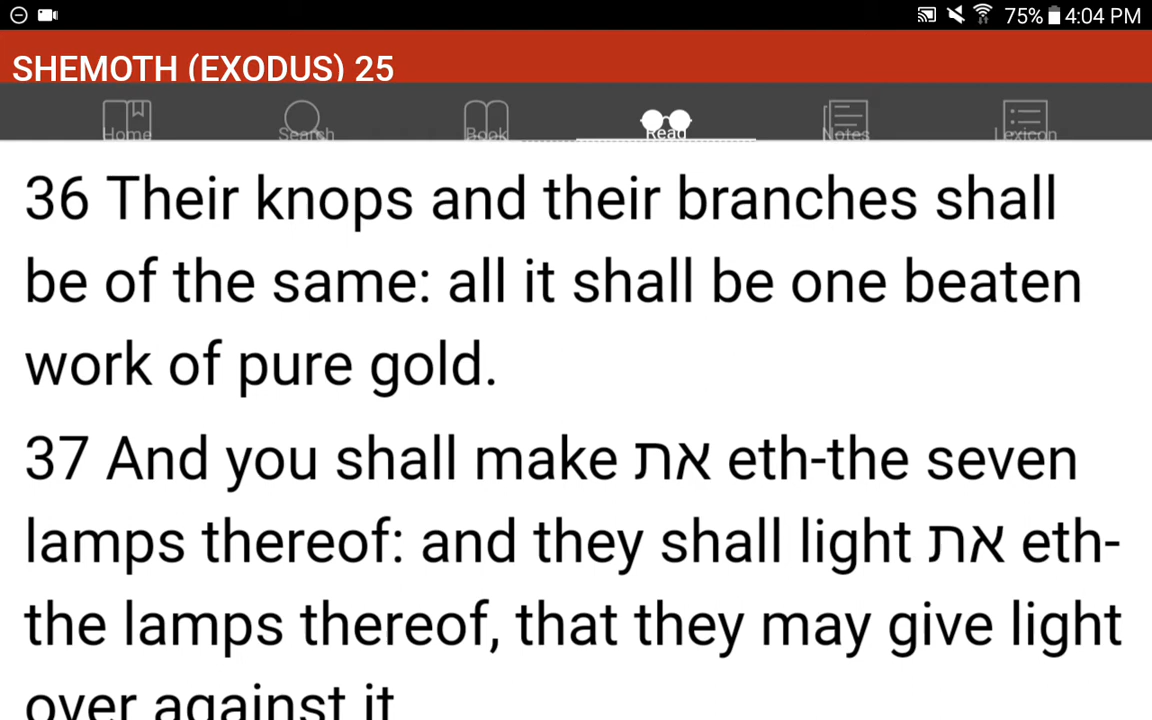 75% 4:04 PM
SHEMOTH (EXODUS) 25
Home Search Book Read Notes Lexicon
36 Their knops and their branches shall
be of the same: all it shall be one beaten
work of pure gold.
37 And you shall make את eth-the seven
lamps thereof: and they shall light את eth-
the lamps thereof, that they may give light
over against it